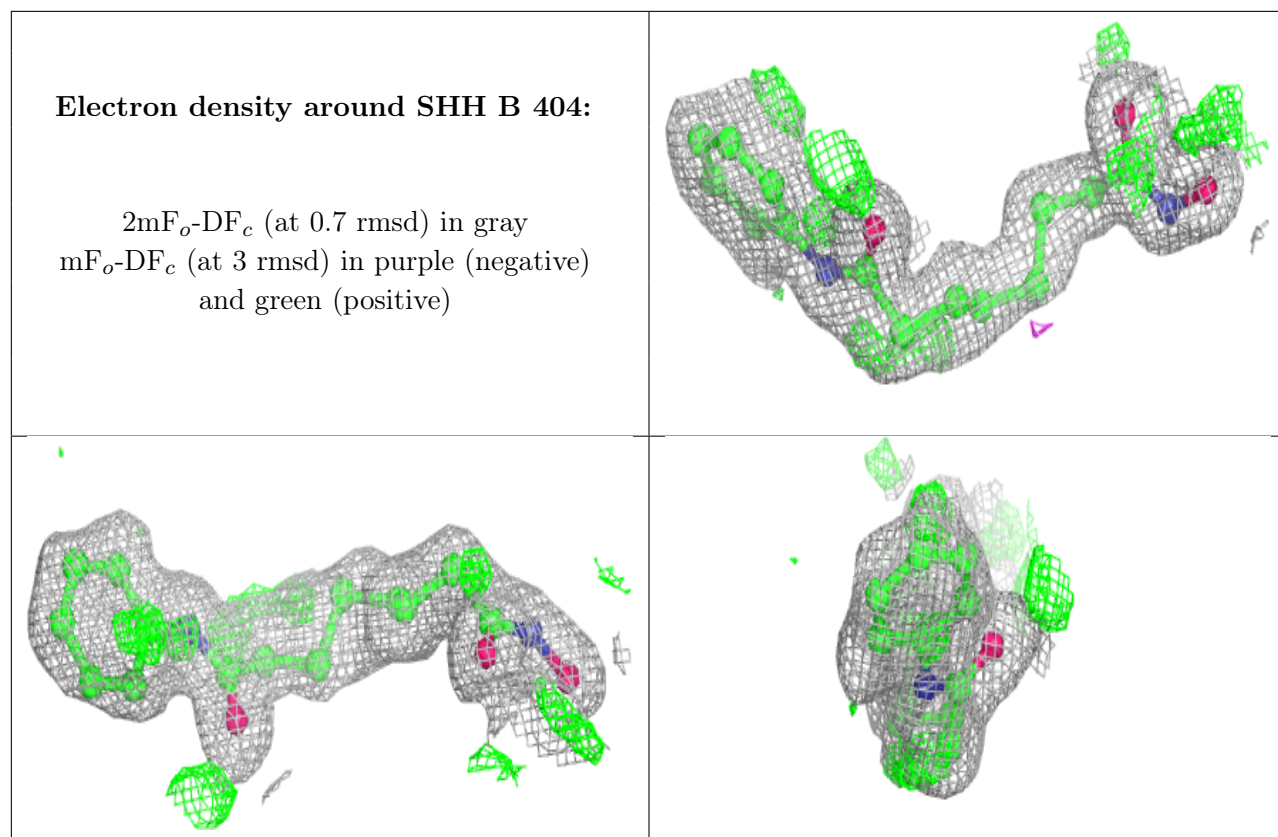 Electron density around SHH B 404:
2mFo-DFc (at 0.7 rmsd) in gray
mFo-DFc (at 3 rmsd) in purple (negative)
and green (positive)